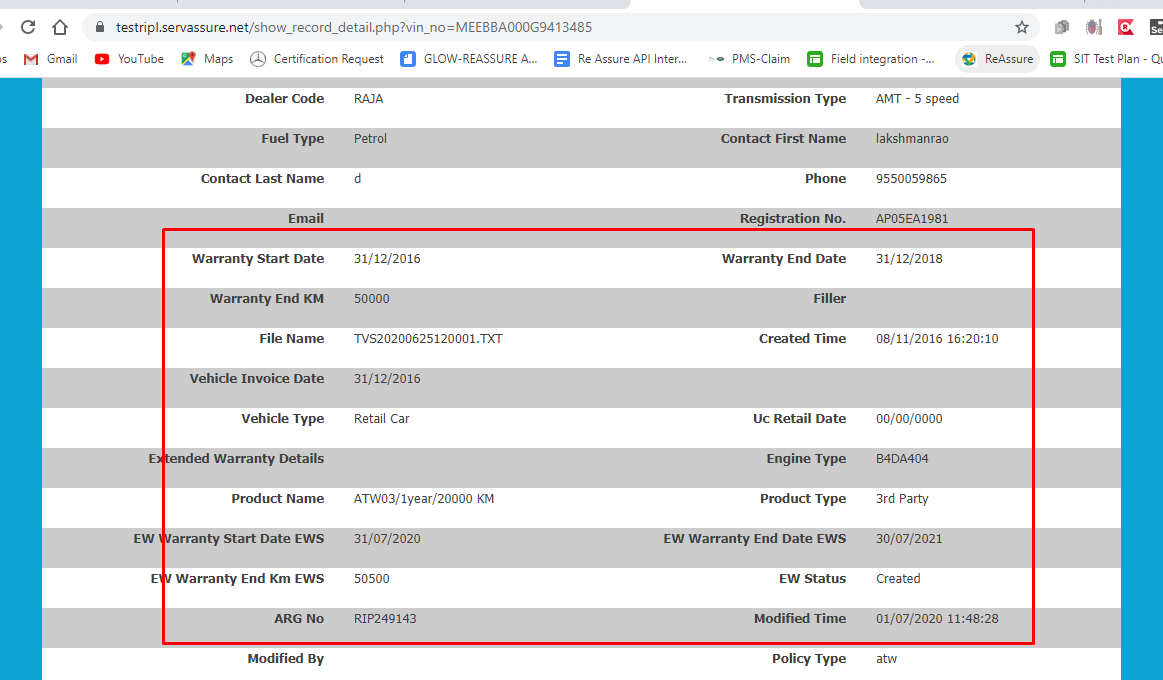 testripl.servassure.net/show_record_detail.php?vin_no=MEEBBA000G9413485
Gmail YouTube Maps Certification Request GLOW-REASSURE A... Re Assure API Inter... PMS-Claim Field integration -... ReAssure SIT Test Plan - Qu
Dealer Code RAJA Transmission Type AMT - 5 speed
Fuel Type Petrol Contact First Name lakshmanrao
Contact Last Name d Phone 9550059865
Email Registration No. AP05EA1981
Warranty Start Date 31/12/2016 Warranty End Date 31/12/2018
Warranty End KM 50000 Filler
File Name TVS20200625120001.TXT Created Time 08/11/2016 16:20:10
Vehicle Invoice Date 31/12/2016
Vehicle Type Retail Car Uc Retail Date 00/00/0000
Extended Warranty Details Engine Type B4DA404
Product Name ATW03/1year/20000 KM Product Type 3rd Party
EW Warranty Start Date EWS 31/07/2020 EW Warranty End Date EWS 30/07/2021
EW Warranty End Km EWS 50500 EW Status Created
ARG No RIP249143 Modified Time 01/07/2020 11:48:28
Modified By Policy Type atw